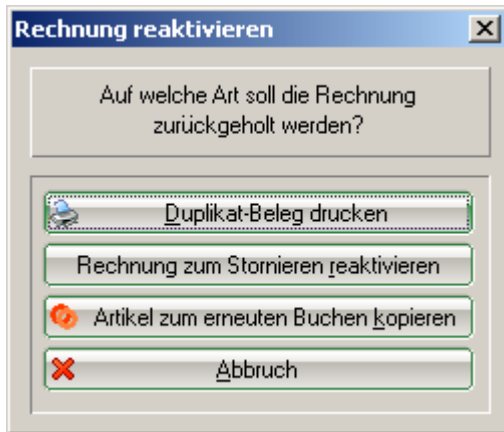 Rechnung reaktivieren
Auf welche Art soll die Rechnung
zurückgeholt werden?
Duplikat-Beleg drucken
Rechnung zum Stornieren reaktivieren
Artikel zum erneuten Buchen kopieren
Abbruch